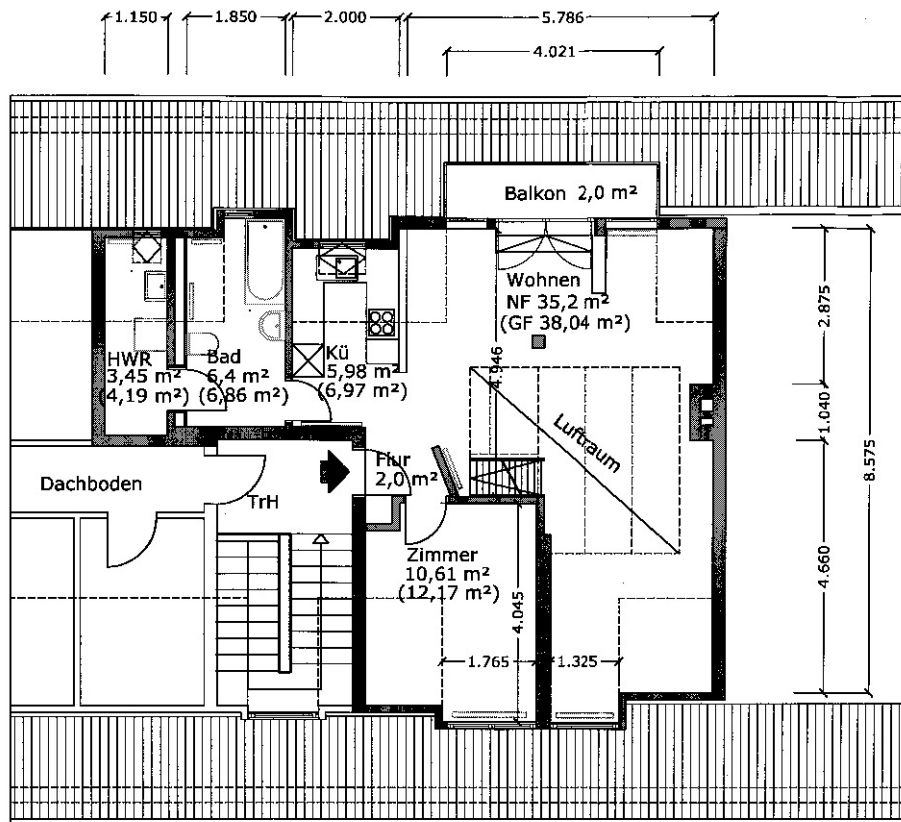 1.150
1.850
2.000
5.786
4.021
Balkon 2,0 m²
Wohnen
NF 35,2 m²
(GF 38,04 m²)
HWR
3,45 m²
(4,19 m²)
Bad
6,4 m²
(6,86 m²)
Kü
5,98 m²
(6,97 m²)
4.946
2.875
1.040
8.575
4.660
Luftraum
Flur
2,0 m²
Dachboden
TrH
Zimmer
10,61 m²
(12,17 m²)
4.045
1.765
1.325